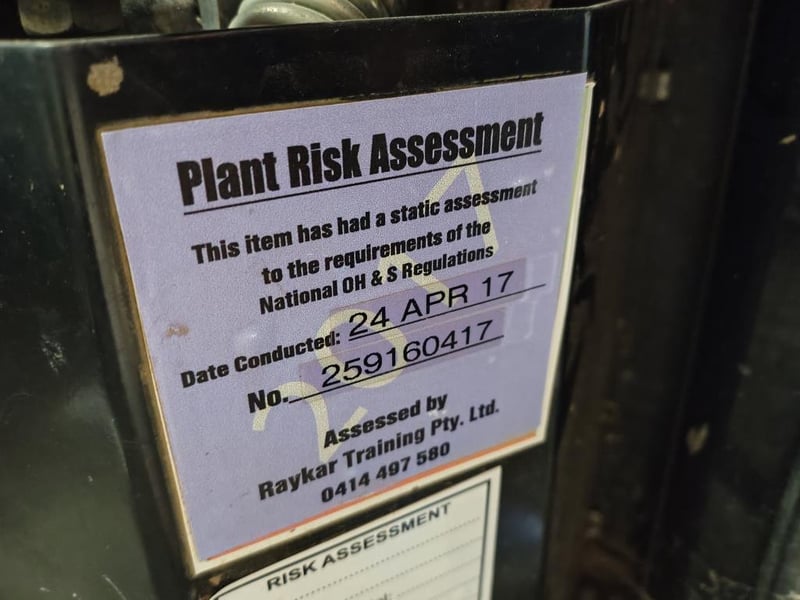 Plant Risk Assessment
This item has had a static assessment
to the requirements of the
National OH & S Regulations
Date Conducted: 24 APR 17
No. 259160417
Assessed by
Raykar Training Pty. Ltd.
0414 497 580
2017
RISK ASSESSMENT